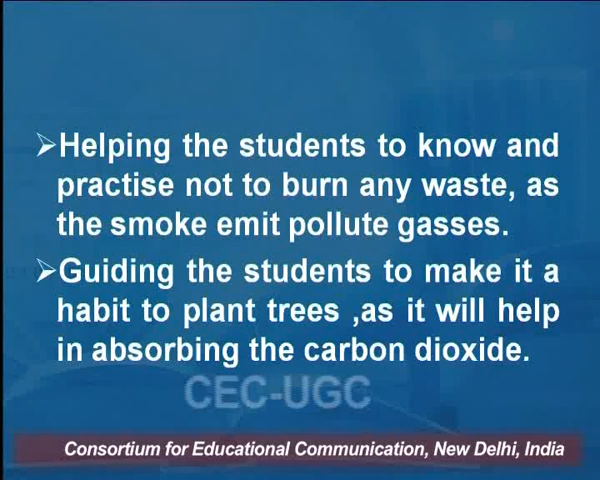 ➢Helping the students to know and
practise not to burn any waste, as
the smoke emit pollute gasses.
➢Guiding the students to make it a
habit to plant trees ,as it will help
in absorbing the carbon dioxide.
CEC-UGC
Consortium for Educational Communication, New Delhi, India